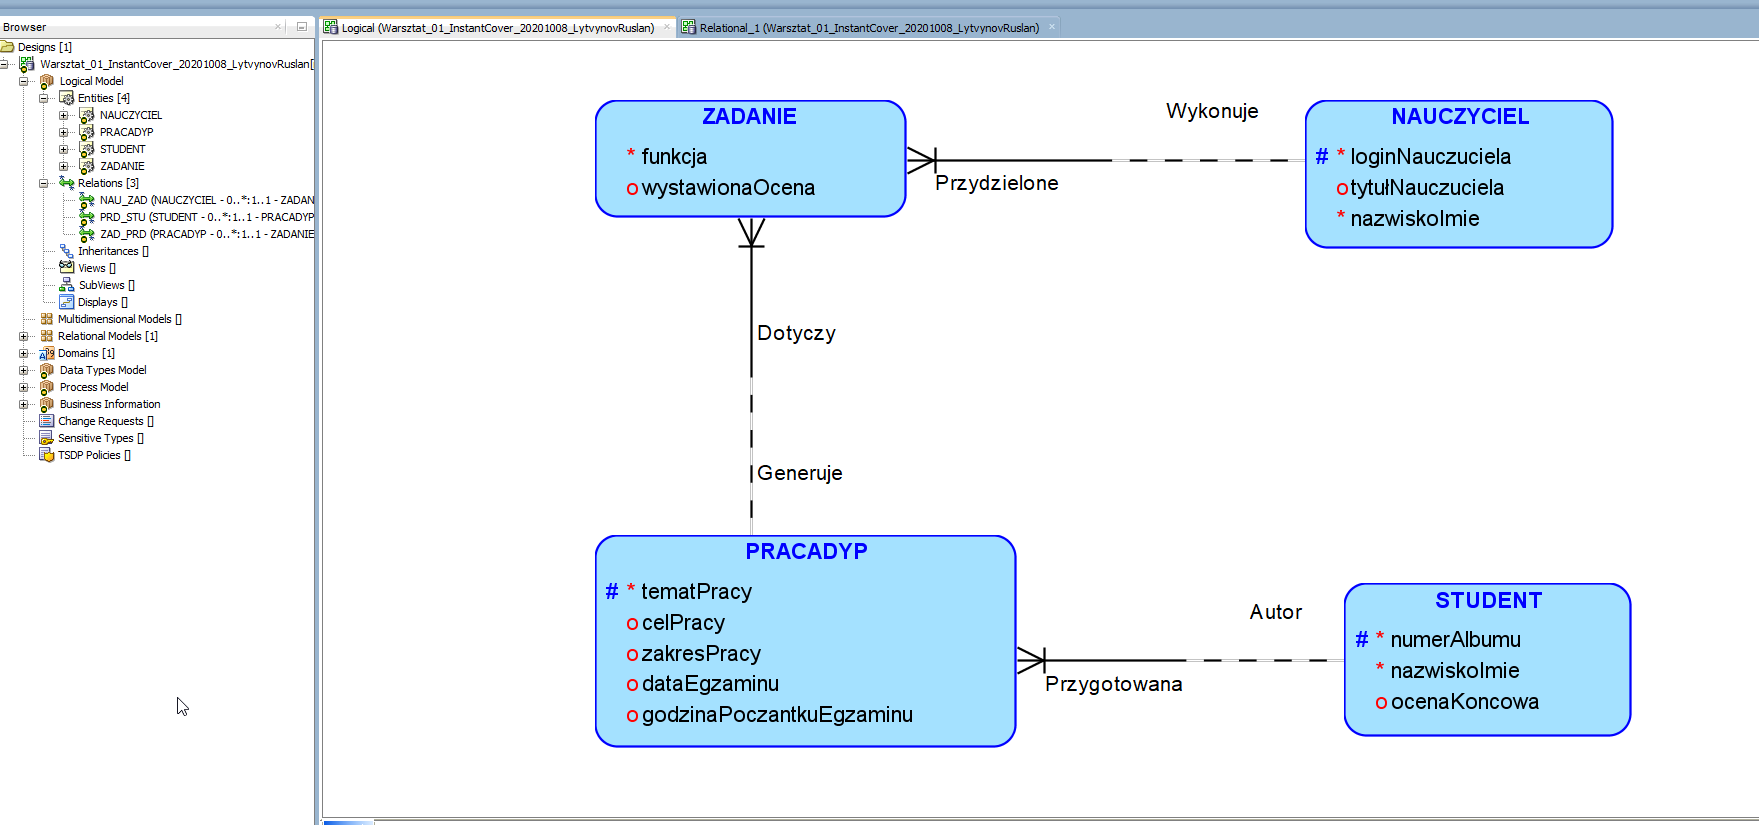 Browser
Designs [1]
Warsztat_01_InstantCover_20201008_LytvynovRuslan[
Logical Model
Entities [4]
NAUCZYCIEL
PRACADYP
STUDENT
ZADANIE
Relations [3]
NAU_ZAD (NAUCZYCIEL - 0..*:1..1 - ZADAN
PRD_STU (STUDENT - 0..*:1..1 - PRACADYP
ZAD_PRD (PRACADYP - 0..*:1..1 - ZADANIE
Inheritances []
Views []
SubViews []
Displays []
Multidimensional Models []
Relational Models [1]
Domains [1]
Data Types Model
Process Model
Business Information
Change Requests []
Sensitive Types []
TSDP Policies []
Logical (Warsztat_01_InstantCover_20201008_LytvynovRuslan)
Relational_1 (Warsztat_01_InstantCover_20201008_LytvynovRuslan)
ZADANIE
* funkcja
o wystawionaOcena
Wykonuje
Przydzielone
NAUCZYCIEL
# * loginNauczuciela
o tytułNauczuciela
* nazwiskoImie
Dotyczy
Generuje
PRACADYP
# * tematPracy
o celPracy
o zakresPracy
o dataEgzaminu
o godzinaPoczantkuEgzaminu
Autor
Przygotowana
STUDENT
# * numerAlbumu
* nazwiskoImie
o ocenaKoncowa